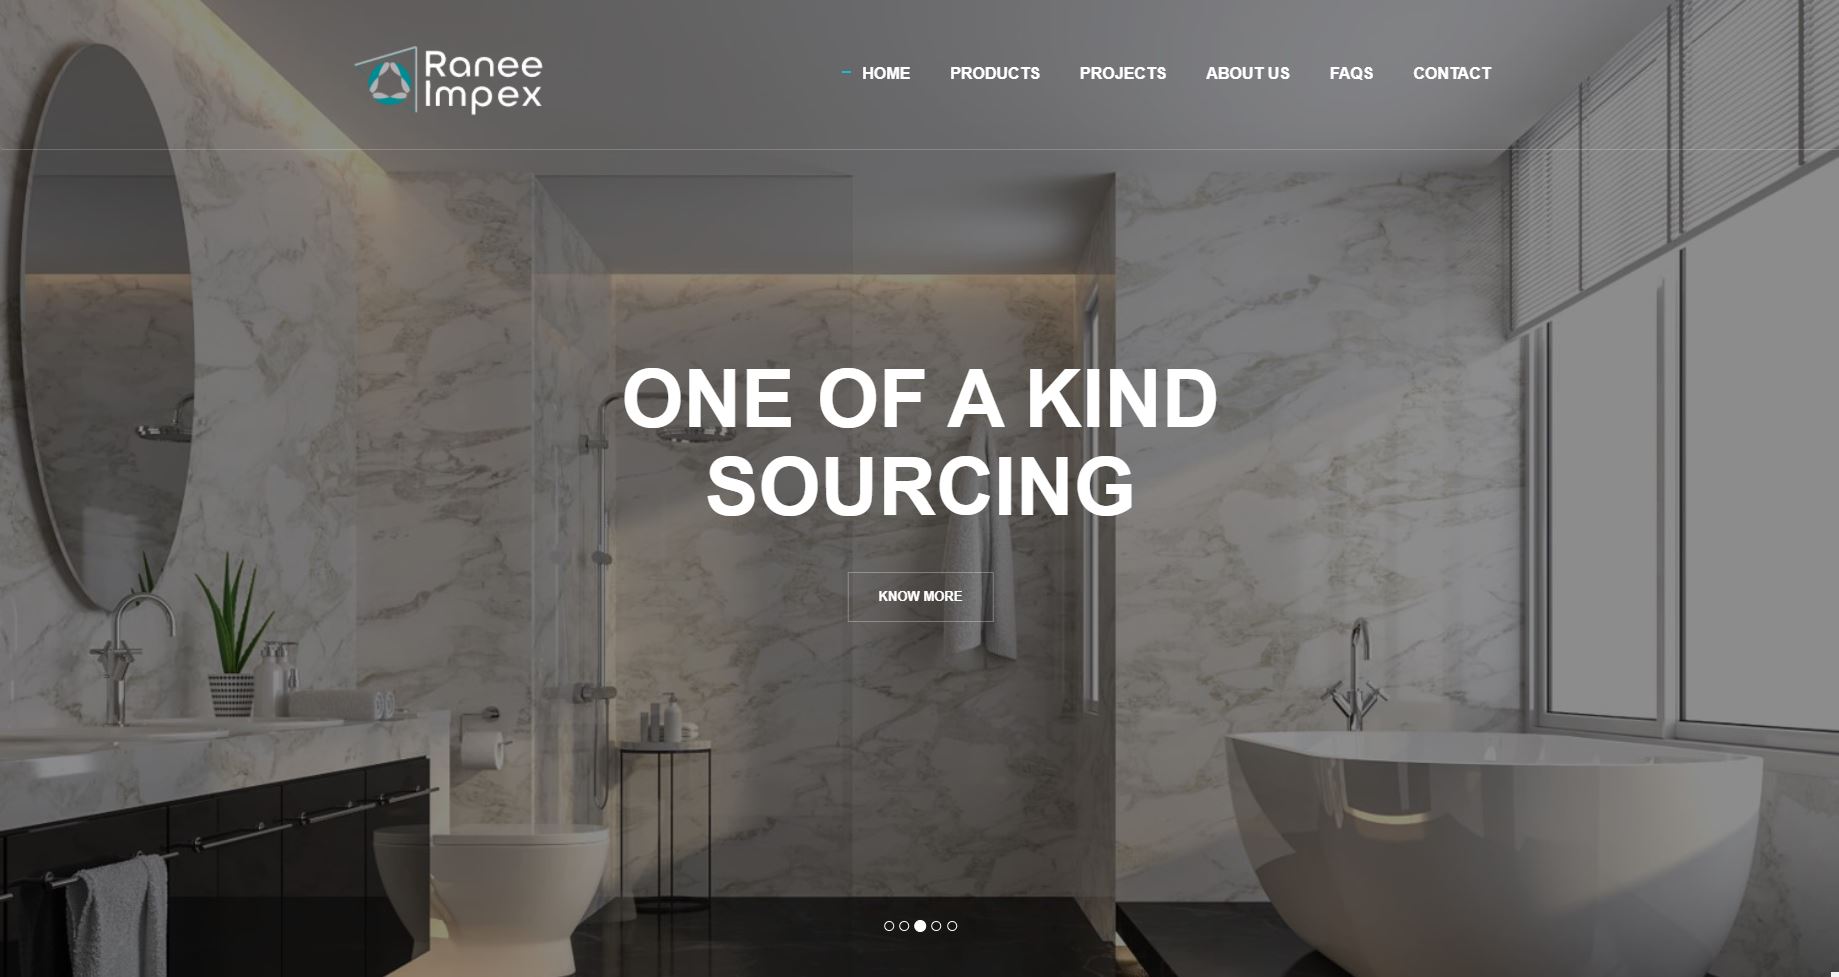 Ranee
Impex
HOME PRODUCTS PROJECTS ABOUT US FAQS CONTACT
ONE OF A KIND
SOURCING
KNOW MORE